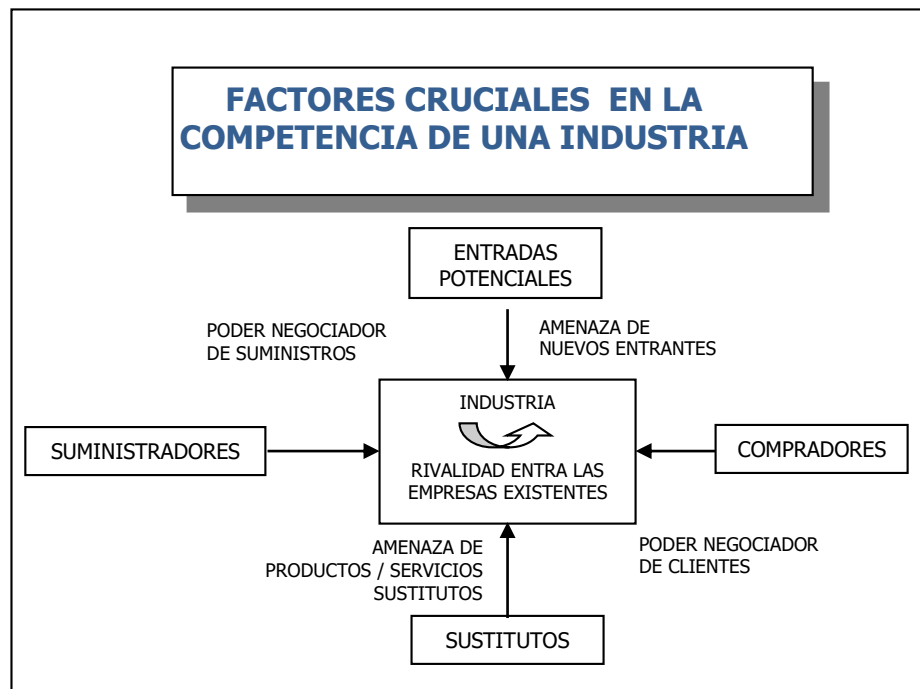 FACTORES CRUCIALES EN LA
COMPETENCIA DE UNA INDUSTRIA
ENTRADAS
POTENCIALES
PODER NEGOCIADOR
DE SUMINISTROS
AMENAZA DE
NUEVOS ENTRANTES
INDUSTRIA
SUMINISTRADORES
COMPRADORES
RIVALIDAD ENTRA LAS
EMPRESAS EXISTENTES
AMENAZA DE
PRODUCTOS / SERVICIOS
SUSTITUTOS
PODER NEGOCIADOR
DE CLIENTES
SUSTITUTOS